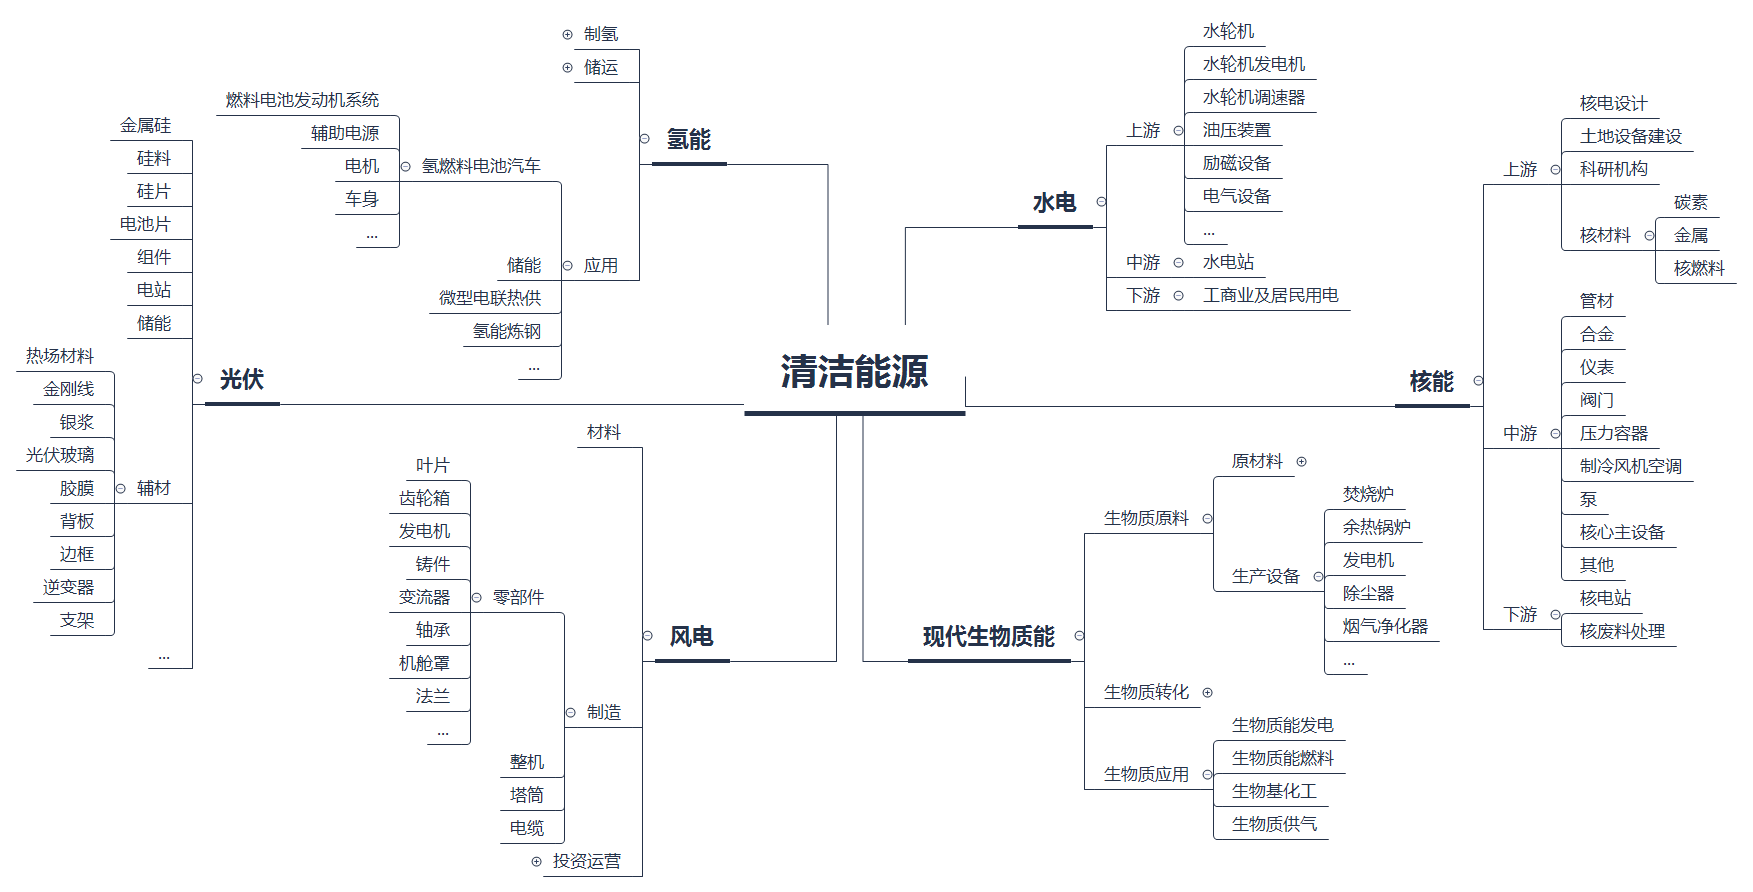 清洁能源
水电
上游
水轮机
水轮机发电机
水轮机调速器
油压装置
励磁设备
电气设备
...
中游
水电站
下游
工商业及居民用电
核能
上游
核电设计
土地设备建设
科研机构
核材料
碳素
金属
核燃料
中游
管材
合金
仪表
阀门
压力容器
制冷风机空调
泵
核心主设备
其他
下游
核电站
核废料处理
现代生物质能
生物质原料
原材料
生产设备
焚烧炉
余热锅炉
发电机
除尘器
烟气净化器
...
生物质转化
生物质应用
生物质能发电
生物质能燃料
生物基化工
生物质供气
氢能
制氢
储运
应用
氢燃料电池汽车
燃料电池发动机系统
辅助电源
电机
车身
...
储能
微型电联热供
氢能炼钢
...
光伏
金属硅
硅料
硅片
电池片
组件
电站
储能
辅材
热场材料
金刚线
银浆
光伏玻璃
胶膜
背板
边框
逆变器
支架
...
风电
材料
制造
零部件
叶片
齿轮箱
发电机
铸件
变流器
轴承
机舱罩
法兰
...
整机
塔筒
电缆
投资运营